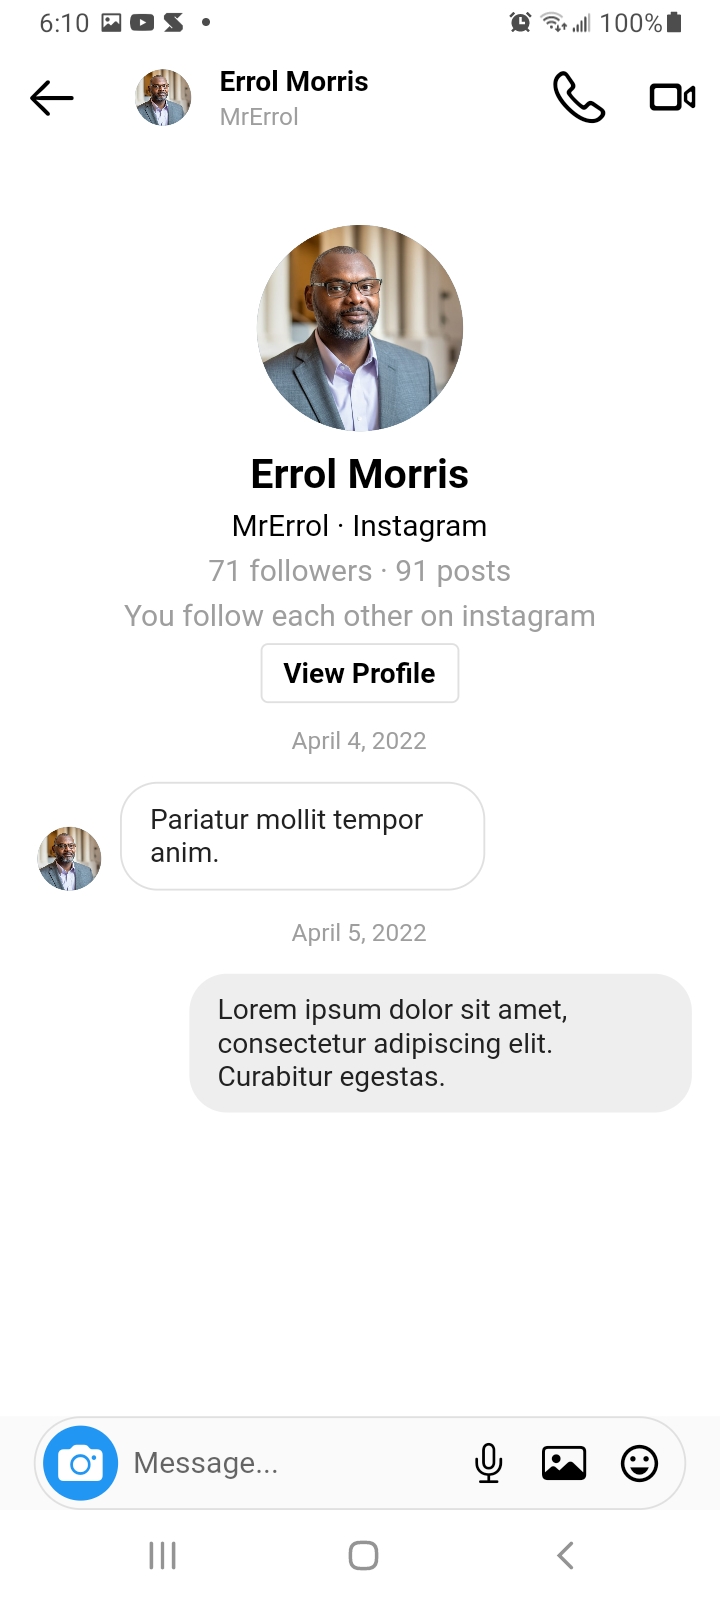 6:10
100%
Errol Morris
MrErrol
Errol Morris
MrErrol · Instagram
71 followers · 91 posts
You follow each other on instagram
View Profile
April 4, 2022
Pariatur mollit tempor
anim.
April 5, 2022
Lorem ipsum dolor sit amet,
consectetur adipiscing elit.
Curabitur egestas.
Message...